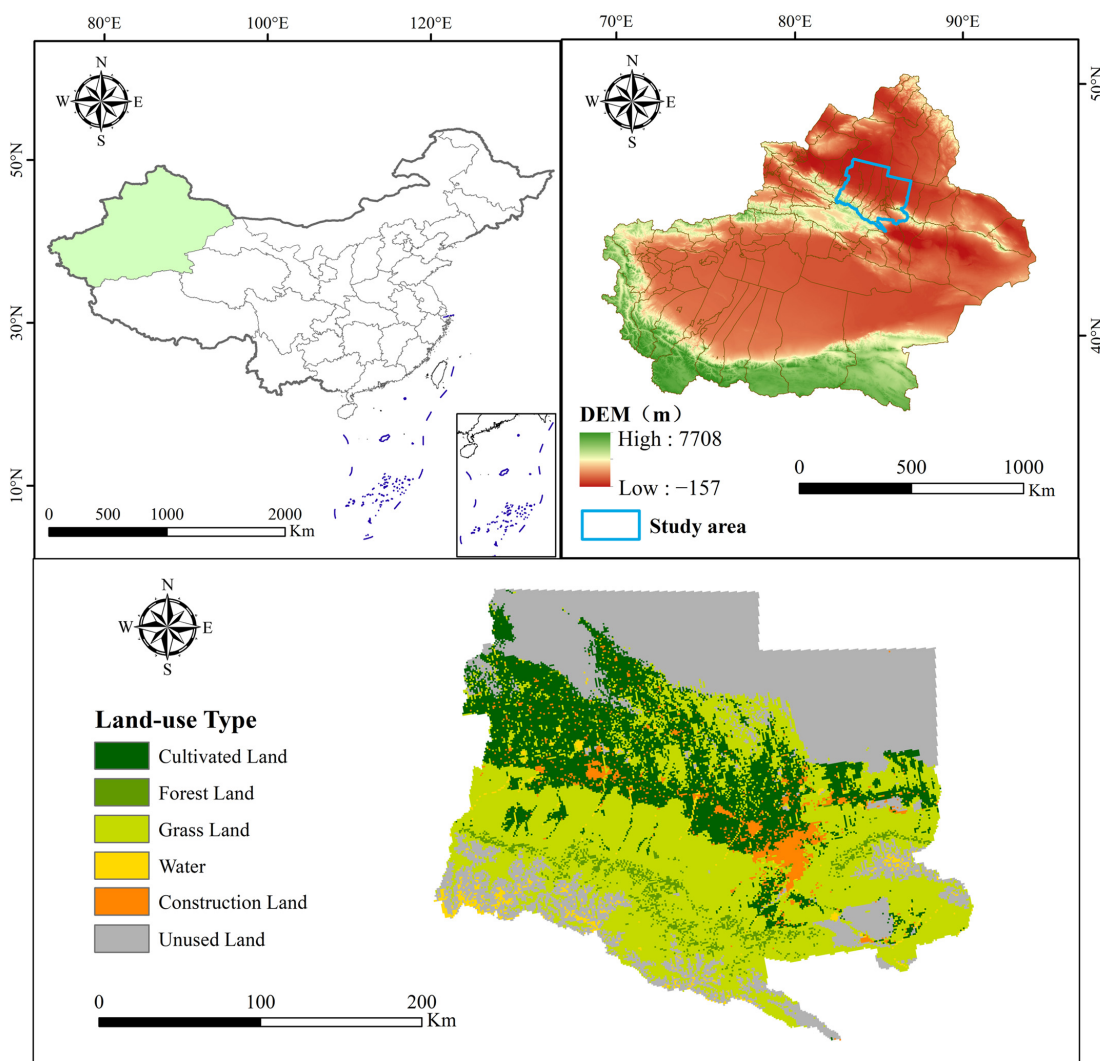 80°E 100°E 120°E
50°N
30°N
10°N
N
W E
S
0 500 1000 2000
Km
70°E 80°E 90°E
50°N
40°N
N
W E
S
DEM（m）
High : 7708
Low : −157
Study area
0 500 1000
Km
N
W E
S
Land-use Type
Cultivated Land
Forest Land
Grass Land
Water
Construction Land
Unused Land
0 100 200
Km